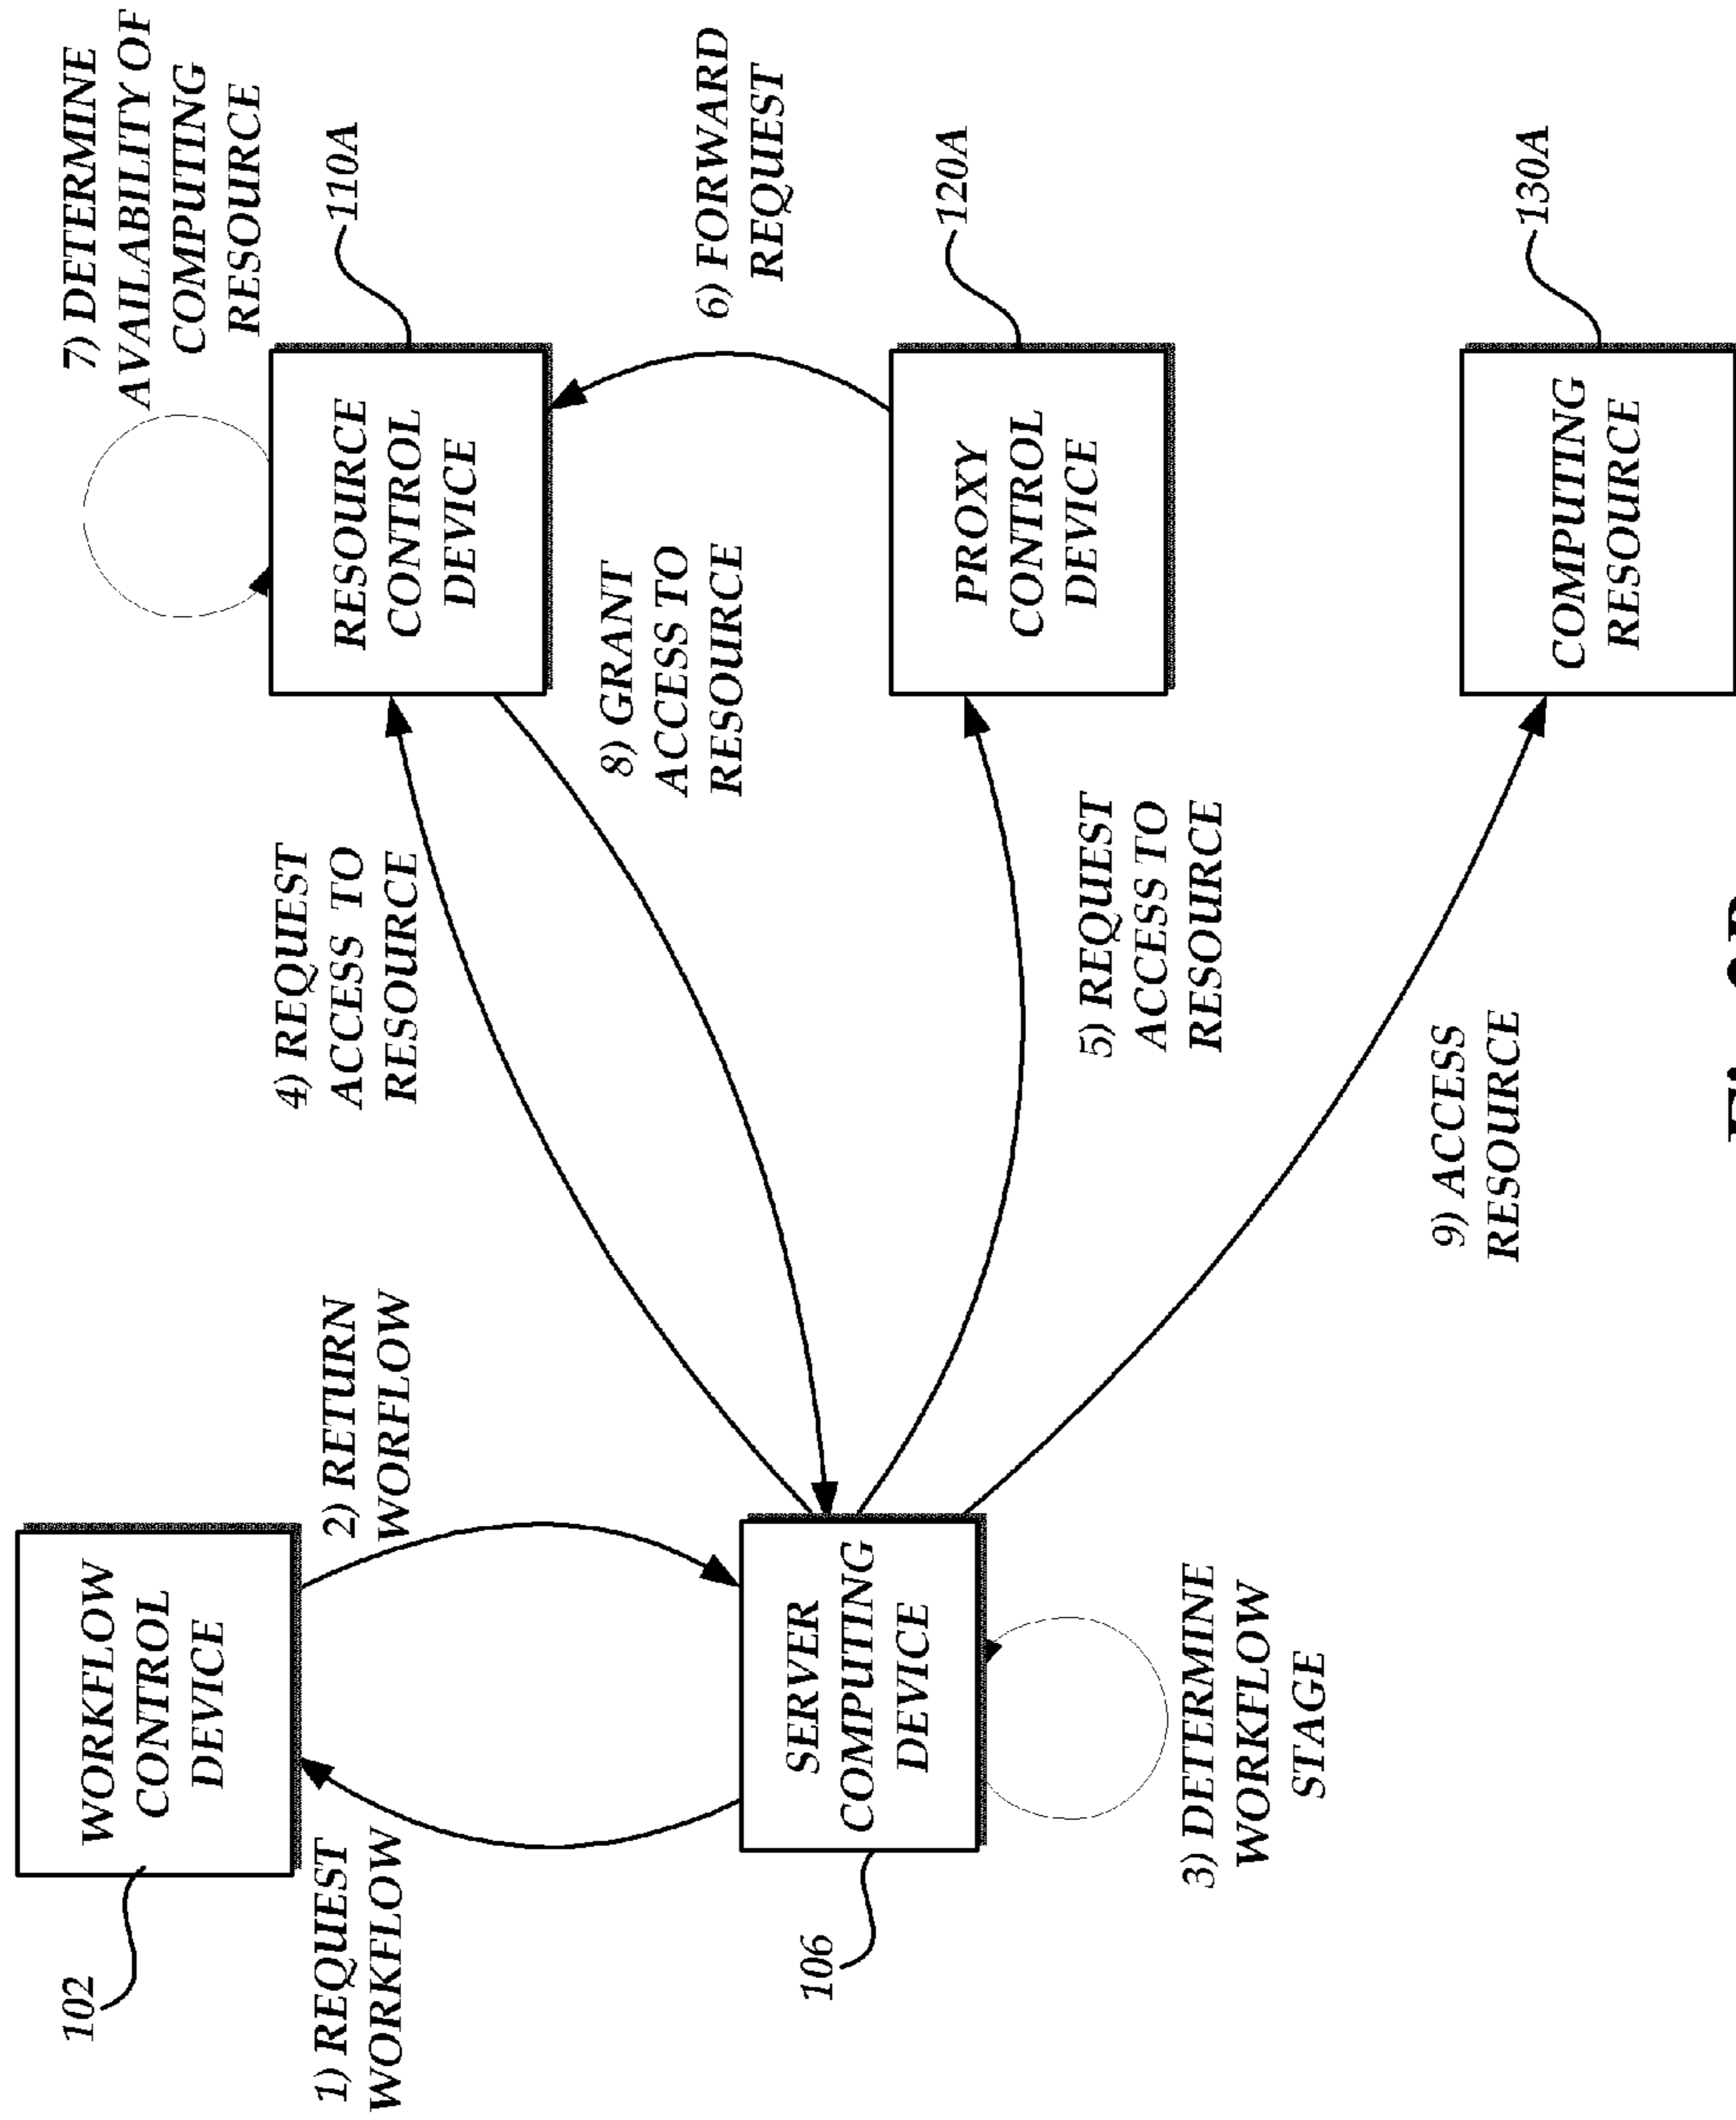 102
WORKFLOW
CONTROL
DEVICE
1) REQUEST
WORKFLOW
2) RETURN
WORFLOW
106
SERVER
COMPUTING
DEVICE
3) DETERMINE
WORKFLOW
STAGE
4) REQUEST
ACCESS TO
RESOURCE
7) DETERMINE
AVAILABILITY OF
COMPUTING
RESOURCE
RESOURCE
CONTROL
DEVICE
110A
8) GRANT
ACCESS TO
RESOURCE
6) FORWARD
REQUEST
PROXY
CONTROL
DEVICE
120A
5) REQUEST
ACCESS TO
RESOURCE
9) ACCESS
RESOURCE
COMPUTING
RESOURCE
130A